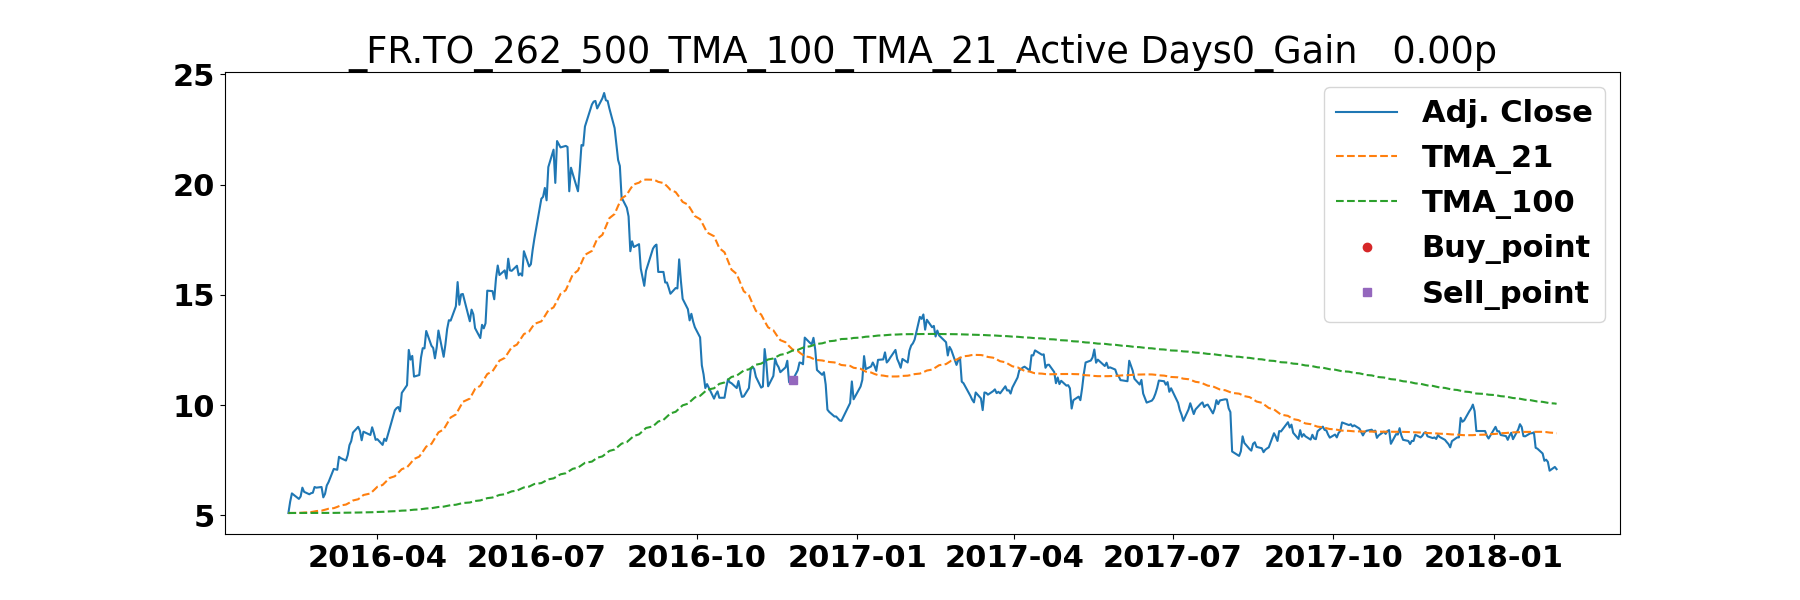 _FR.TO_262_500_TMA_100_TMA_21_Active Days0_Gain   0.00p
25
20
15
10
5
Adj. Close
TMA_21
TMA_100
Buy_point
Sell_point
2016-04 2016-07 2016-10 2017-01 2017-04 2017-07 2017-10 2018-01